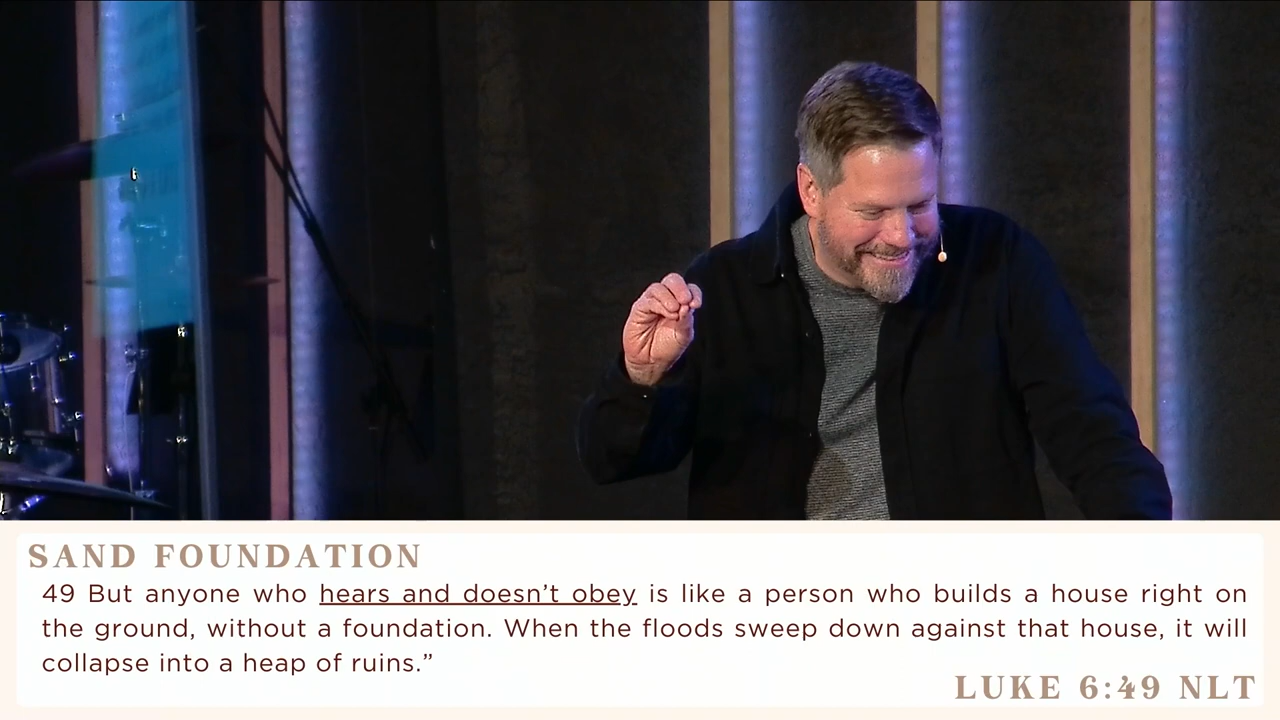 SAND FOUNDATION
49 But anyone who hears and doesn’t obey is like a person who builds a house right on
the ground, without a foundation. When the floods sweep down against that house, it will
collapse into a heap of ruins.”
LUKE 6:49 NLT